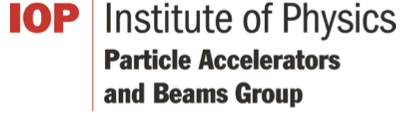 IOP Institute of Physics
Particle Accelerators
and Beams Group